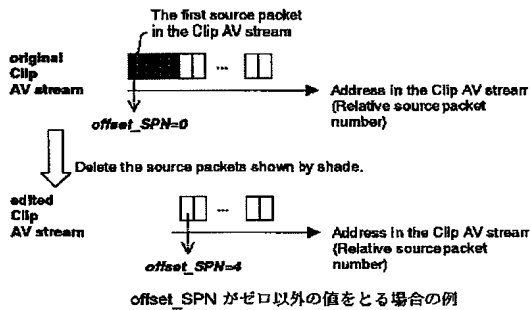 The first source packet
in the Clip AV stream
original
Clip
AV stream
...
Address in the Clip AV stream
(Relative source packet
number)
offset_SPN=0
Delete the source packets shown by shade.
edited
Clip
AV stream
...
Address in the Clip AV stream
(Relative source packet
number)
offset_SPN=4
offset_SPN がゼロ以外の値をとる場合の例